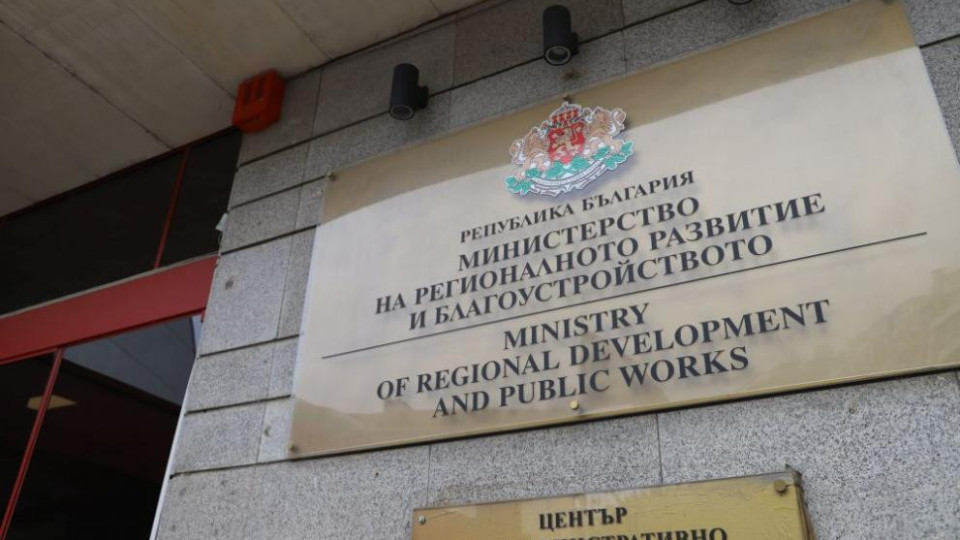 РЕПУБЛИКА БЪЛГАРИЯ
МИНИСТЕРСТВО
НА РЕГИОНАЛНОТО РАЗВИТИЕ
И БЛАГОУСТРОЙСТВОТО
MINISTRY
OF REGIONAL DEVELOPMENT
AND PUBLIC WORKS
ЦЕНТЪР